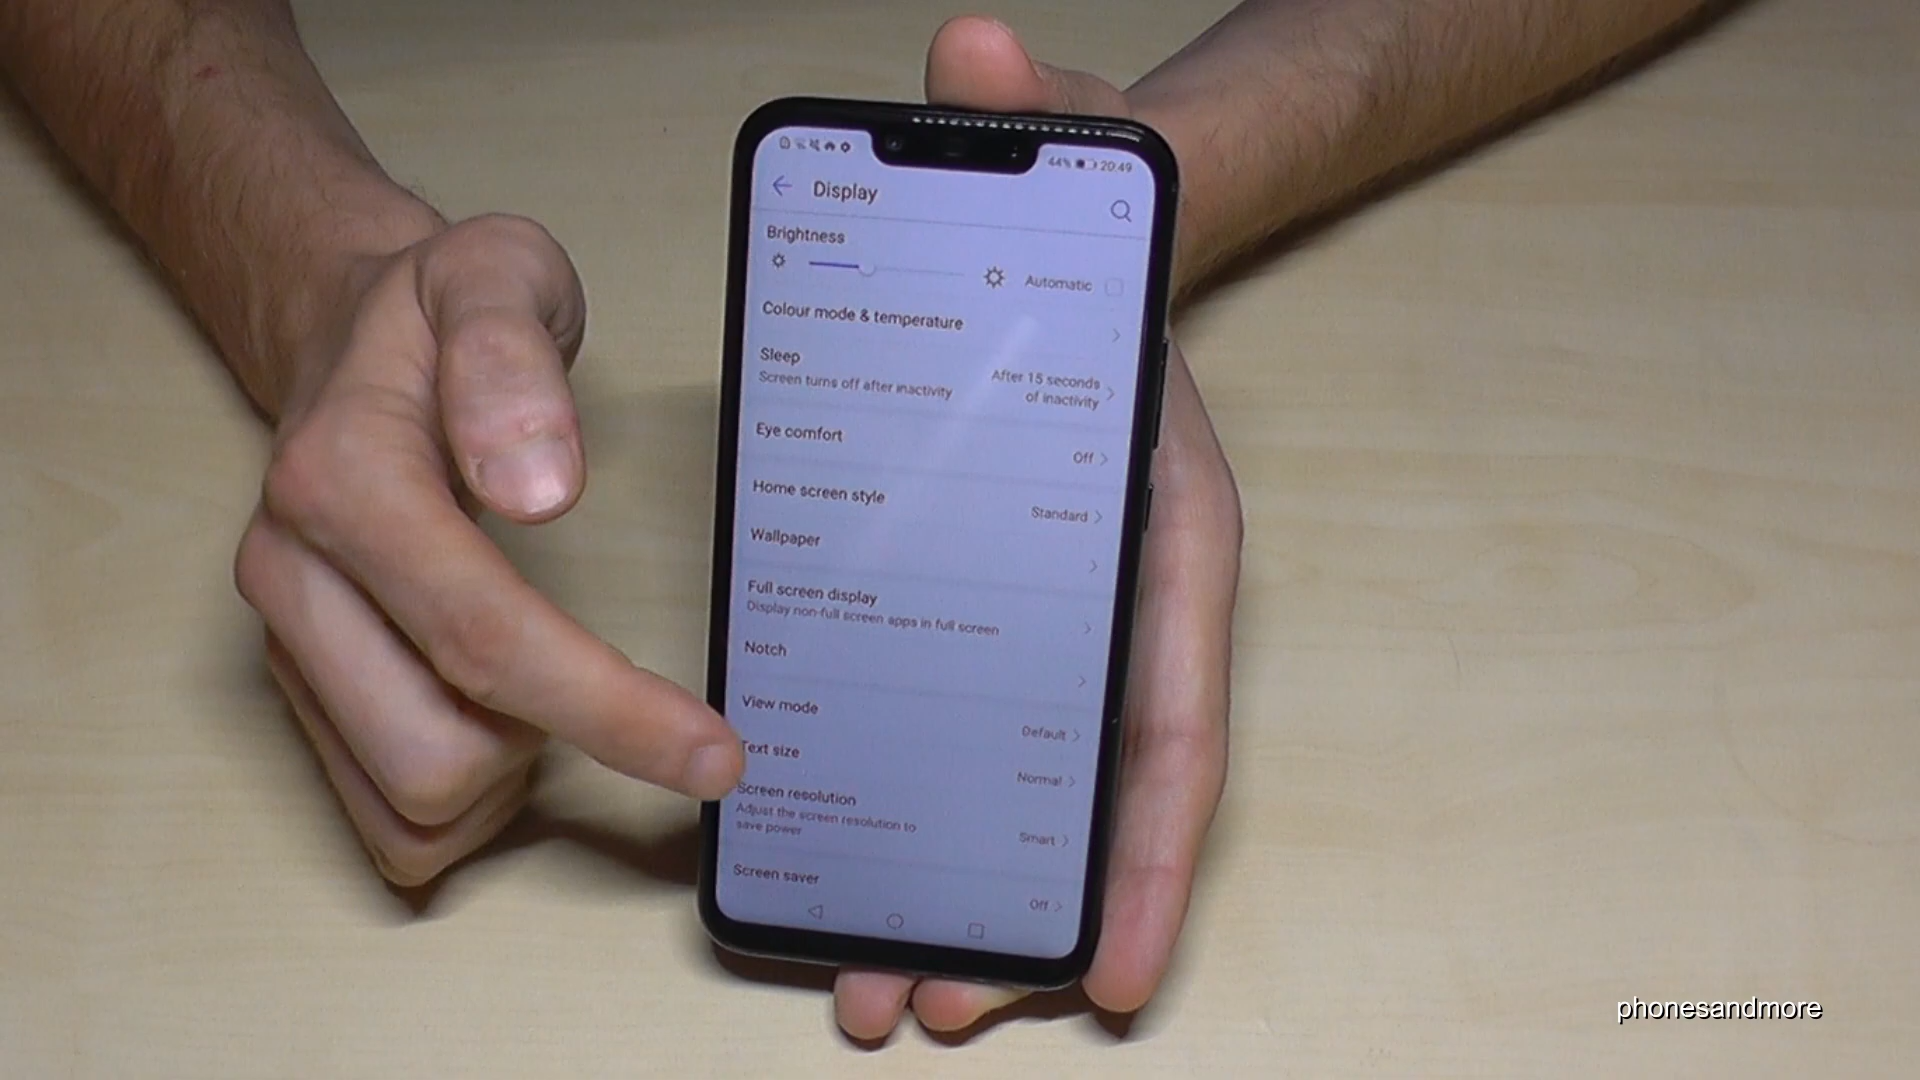 44% 20:49
Display
Brightness
Automatic
Colour mode & temperature
Sleep
Screen turns off after inactivity
After 15 seconds
of inactivity
Eye comfort
Off
Home screen style
Standard
Wallpaper
Full screen display
Display non-full screen apps in full screen
Notch
View mode
Default
Text size
Normal
Screen resolution
Adjust the screen resolution to
save power
Smart
Screen saver
Off
phonesandmore